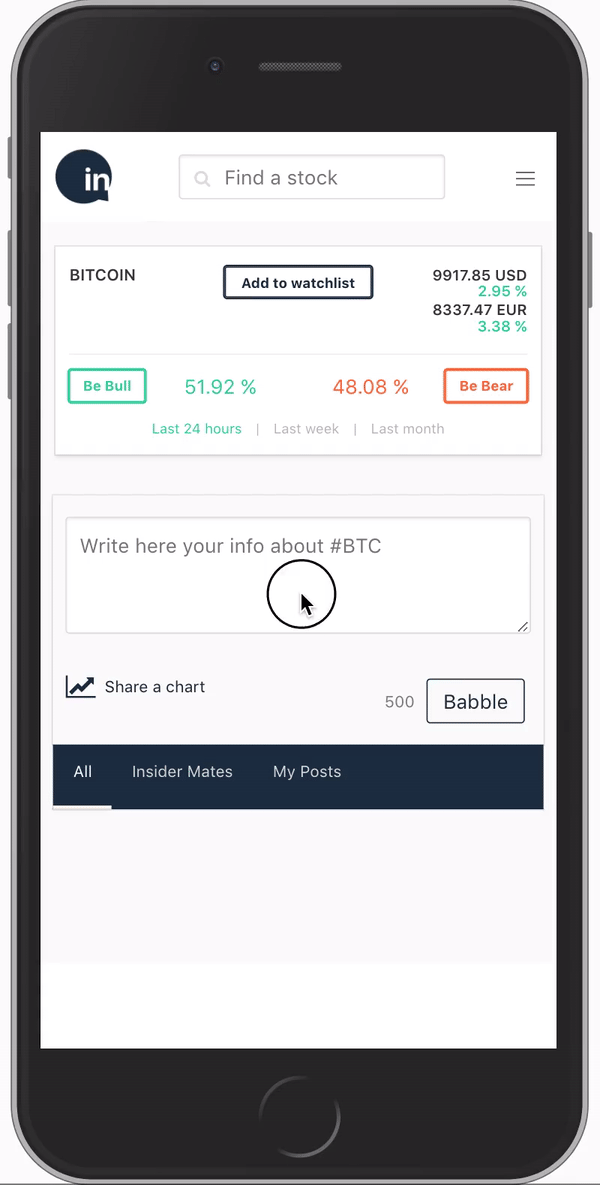 in
Find a stock
BITCOIN
Add to watchlist
9917.85 USD
2.95 %
8337.47 EUR
3.38 %
Be Bull
51.92 %
48.08 %
Be Bear
Last 24 hours | Last week | Last month
Write here your info about #BTC
Share a chart
500
Babble
All
Insider Mates
My Posts